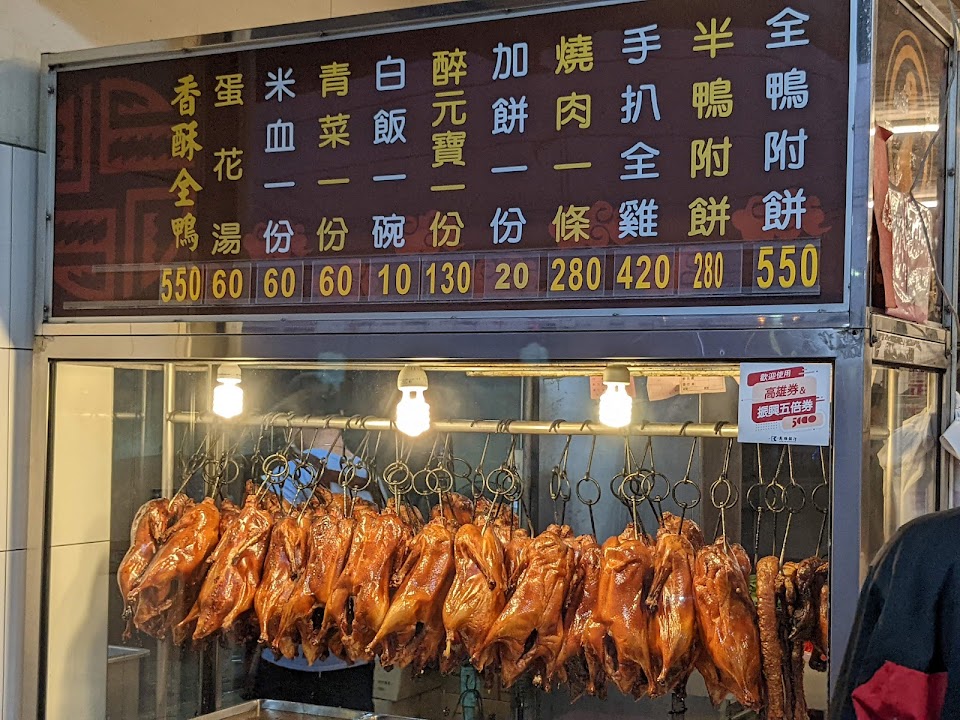 全鴨附餅 550
半鴨附餅 280
手扒全雞 420
燒肉一條 280
加餅一份 20
醉元寶一份 130
白飯一碗 10
青菜一份 60
米血一份 60
蛋花湯 60
香酥全鴨 550
歡迎使用
高雄券&
振興五倍券